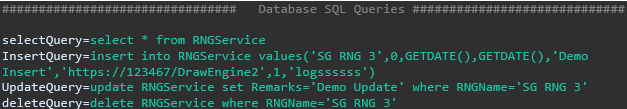 ################################   Database SQL Queries #############################
selectQuery=select * from RNGService
InsertQuery=insert into RNGService values('SG RNG 3',0,GETDATE(),GETDATE(),'Demo
Insert','https://123467/DrawEngine2',1,'logssssss')
UpdateQuery=update RNGService set Remarks='Demo Update' where RNGName='SG RNG 3'
deleteQuery=delete RNGService where RNGName='SG RNG 3'